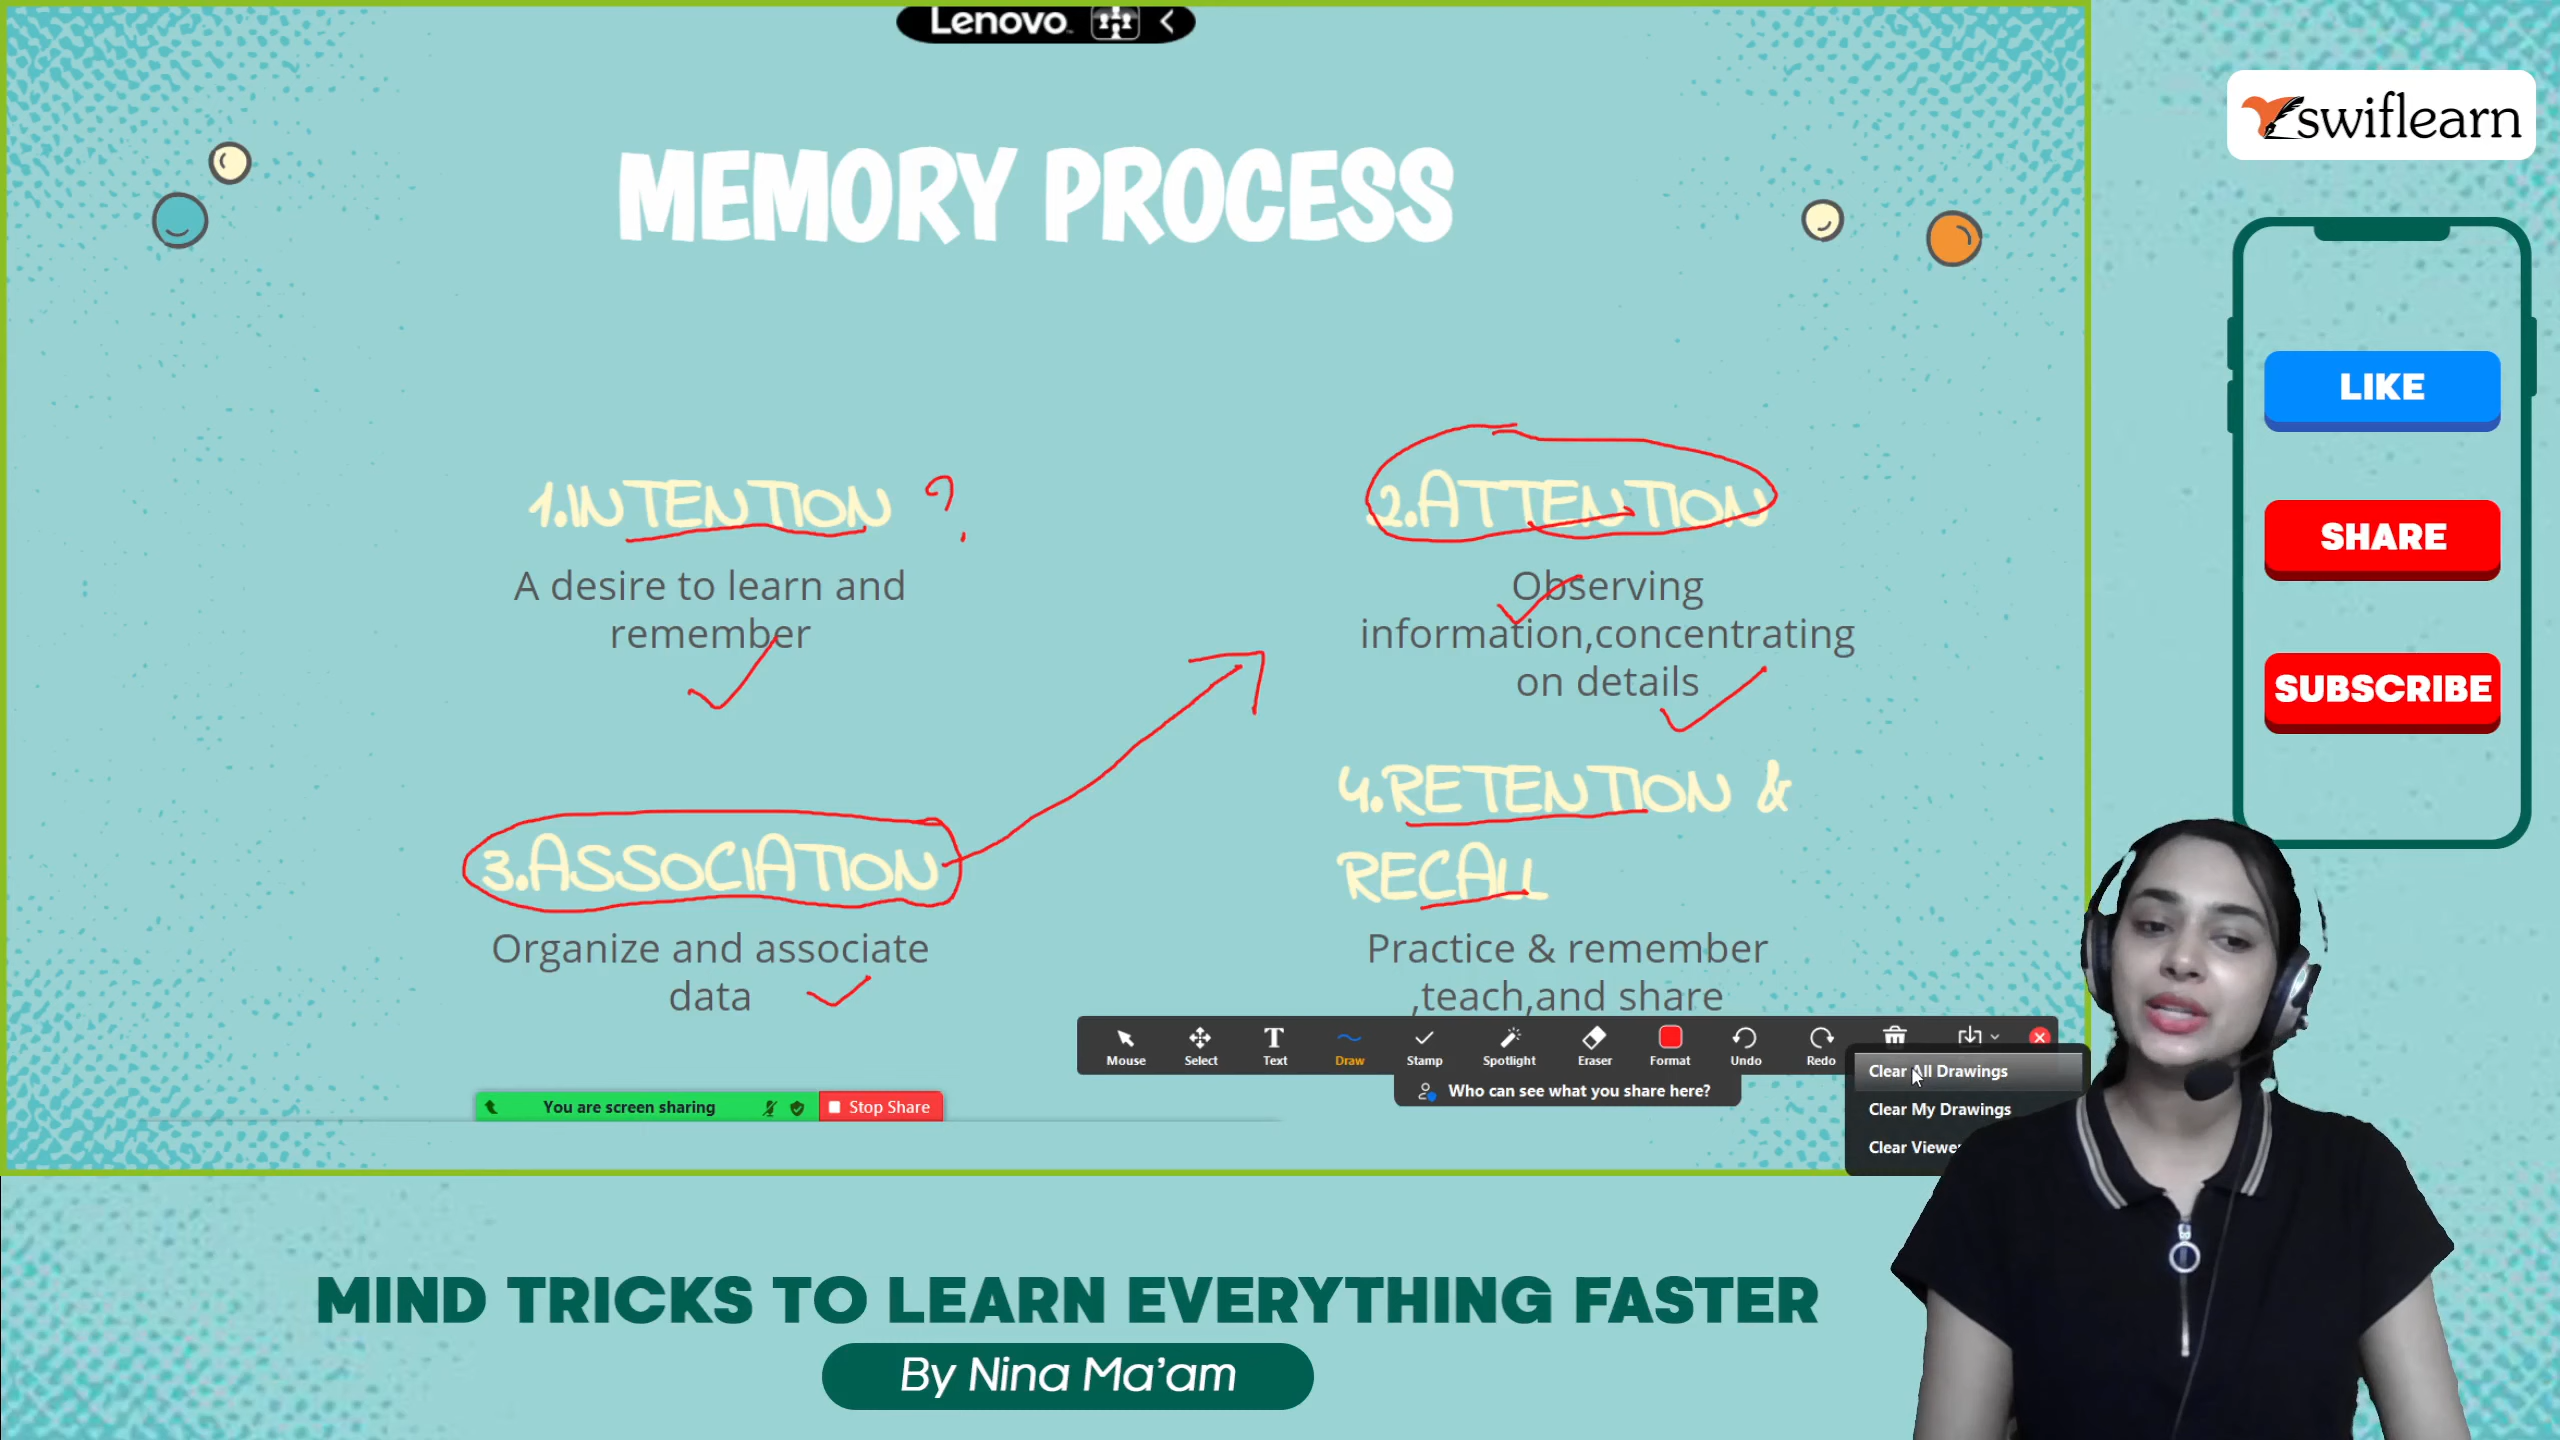 Lenovo
swiflearn
MEMORY PROCESS
LIKE
SHARE
SUBSCRIBE
1.INTENTION ?
A desire to learn and
remember
2.ATTENTION
Observing
information,concentrating
on details
3.ASSOCIATION
Organize and associate
data
4.RETENTION &
RECALL
Practice & remember
,teach,and share
Mouse
Select
Text
Draw
Stamp
Spotlight
Eraser
Format
Undo
Redo
Clear All Drawings
Clear My Drawings
Clear
Who can see what you share here?
You are screen sharing
Stop Share
MIND TRICKS TO LEARN EVERYTHING FASTER
By Nina Ma'am